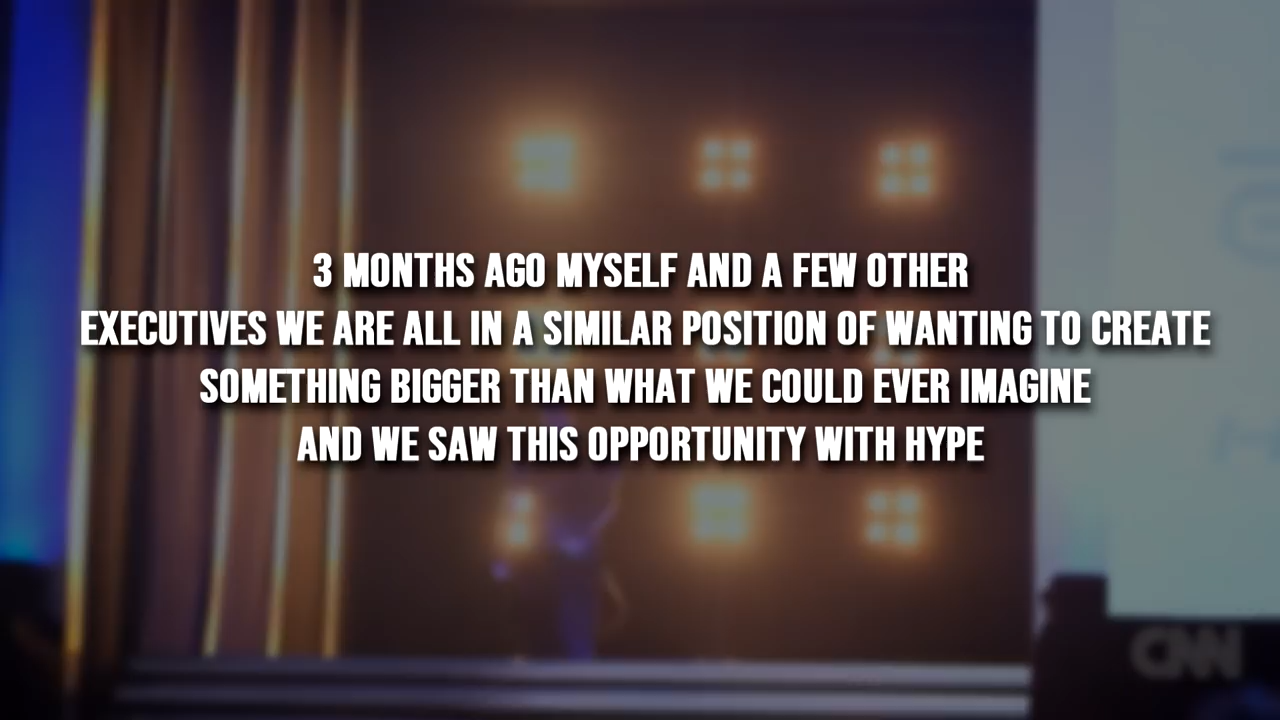 3 MONTHS AGO MYSELF AND A FEW OTHER
EXECUTIVES WE ARE ALL IN A SIMILAR POSITION OF WANTING TO CREATE
SOMETHING BIGGER THAN WHAT WE COULD EVER IMAGINE
AND WE SAW THIS OPPORTUNITY WITH HYPE
CNN